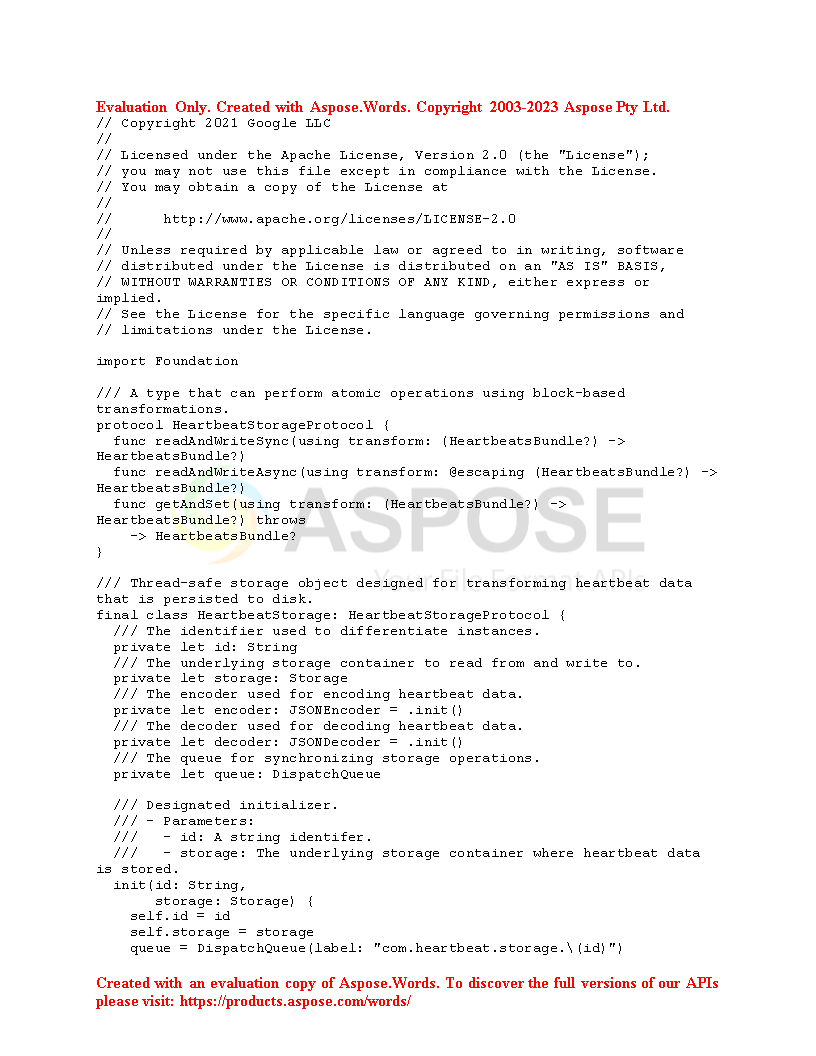 Evaluation Only. Created with Aspose.Words. Copyright 2003-2023 Aspose Pty Ltd.
// Copyright 2021 Google LLC
//
// Licensed under the Apache License, Version 2.0 (the "License");
// you may not use this file except in compliance with the License.
// You may obtain a copy of the License at
//
//      http://www.apache.org/licenses/LICENSE-2.0
//
// Unless required by applicable law or agreed to in writing, software
// distributed under the License is distributed on an "AS IS" BASIS,
// WITHOUT WARRANTIES OR CONDITIONS OF ANY KIND, either express or
implied.
// See the License for the specific language governing permissions and
// limitations under the License.

import Foundation

/// A type that can perform atomic operations using block-based
transformations.
protocol HeartbeatStorageProtocol {
  func readAndWriteSync(using transform: (HeartbeatsBundle?) ->
HeartbeatsBundle?)
  func readAndWriteAsync(using transform: @escaping (HeartbeatsBundle?) ->
HeartbeatsBundle?)
  func getAndSet(using transform: (HeartbeatsBundle?) ->
HeartbeatsBundle?) throws
    -> HeartbeatsBundle?
}
ASPOSE
Your File Format APIs

/// Thread-safe storage object designed for transforming heartbeat data
that is persisted to disk.
final class HeartbeatStorage: HeartbeatStorageProtocol {
  /// The identifier used to differentiate instances.
  private let id: String
  /// The underlying storage container to read from and write to.
  private let storage: Storage
  /// The encoder used for encoding heartbeat data.
  private let encoder: JSONEncoder = .init()
  /// The decoder used for decoding heartbeat data.
  private let decoder: JSONDecoder = .init()
  /// The queue for synchronizing storage operations.
  private let queue: DispatchQueue

  /// Designated initializer.
  /// - Parameters:
  ///   - id: A string identifer.
  ///   - storage: The underlying storage container where heartbeat data
is stored.
  init(id: String,
       storage: Storage) {
    self.id = id
    self.storage = storage
    queue = DispatchQueue(label: "com.heartbeat.storage.\(id)")

Created with an evaluation copy of Aspose.Words. To discover the full versions of our APIs
please visit: https://products.aspose.com/words/